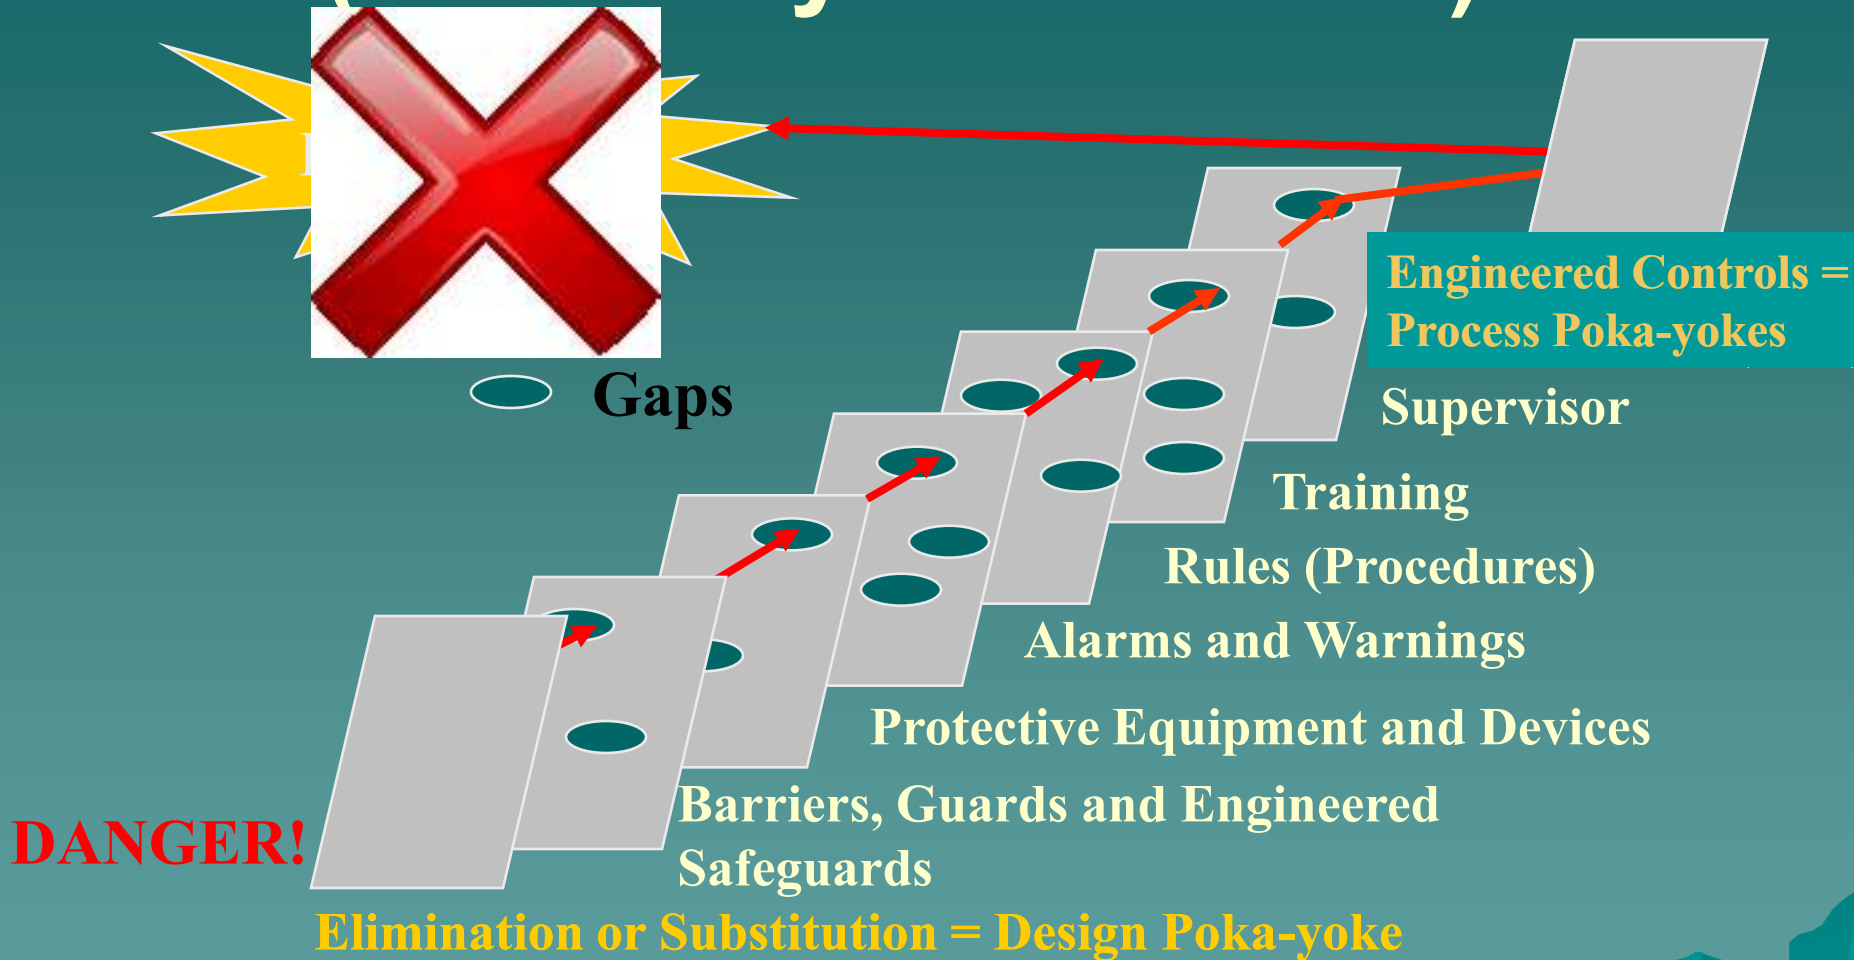 Engineered Controls =
Process Poka-yokes
Gaps
Supervisor
Training
Rules (Procedures)
Alarms and Warnings
Protective Equipment and Devices
Barriers, Guards and Engineered
Safeguards
DANGER!
Elimination or Substitution = Design Poka-yoke